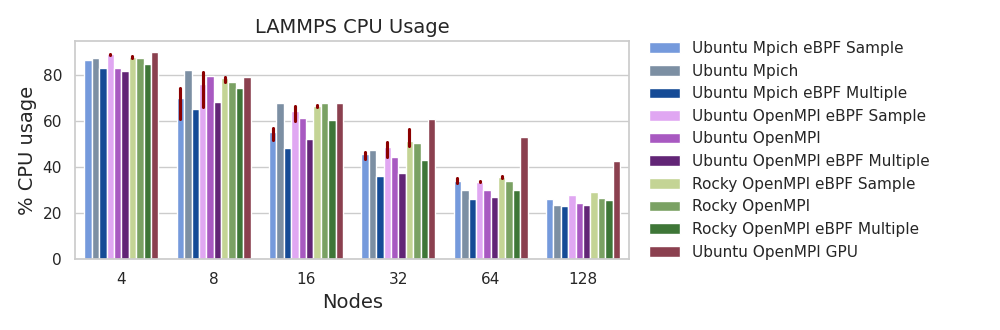 LAMMPS CPU Usage
% CPU usage
80
60
40
20
0
4 8 16 32 64 128
Nodes
Ubuntu Mpich eBPF Sample
Ubuntu Mpich
Ubuntu Mpich eBPF Multiple
Ubuntu OpenMPI eBPF Sample
Ubuntu OpenMPI
Ubuntu OpenMPI eBPF Multiple
Rocky OpenMPI eBPF Sample
Rocky OpenMPI
Rocky OpenMPI eBPF Multiple
Ubuntu OpenMPI GPU